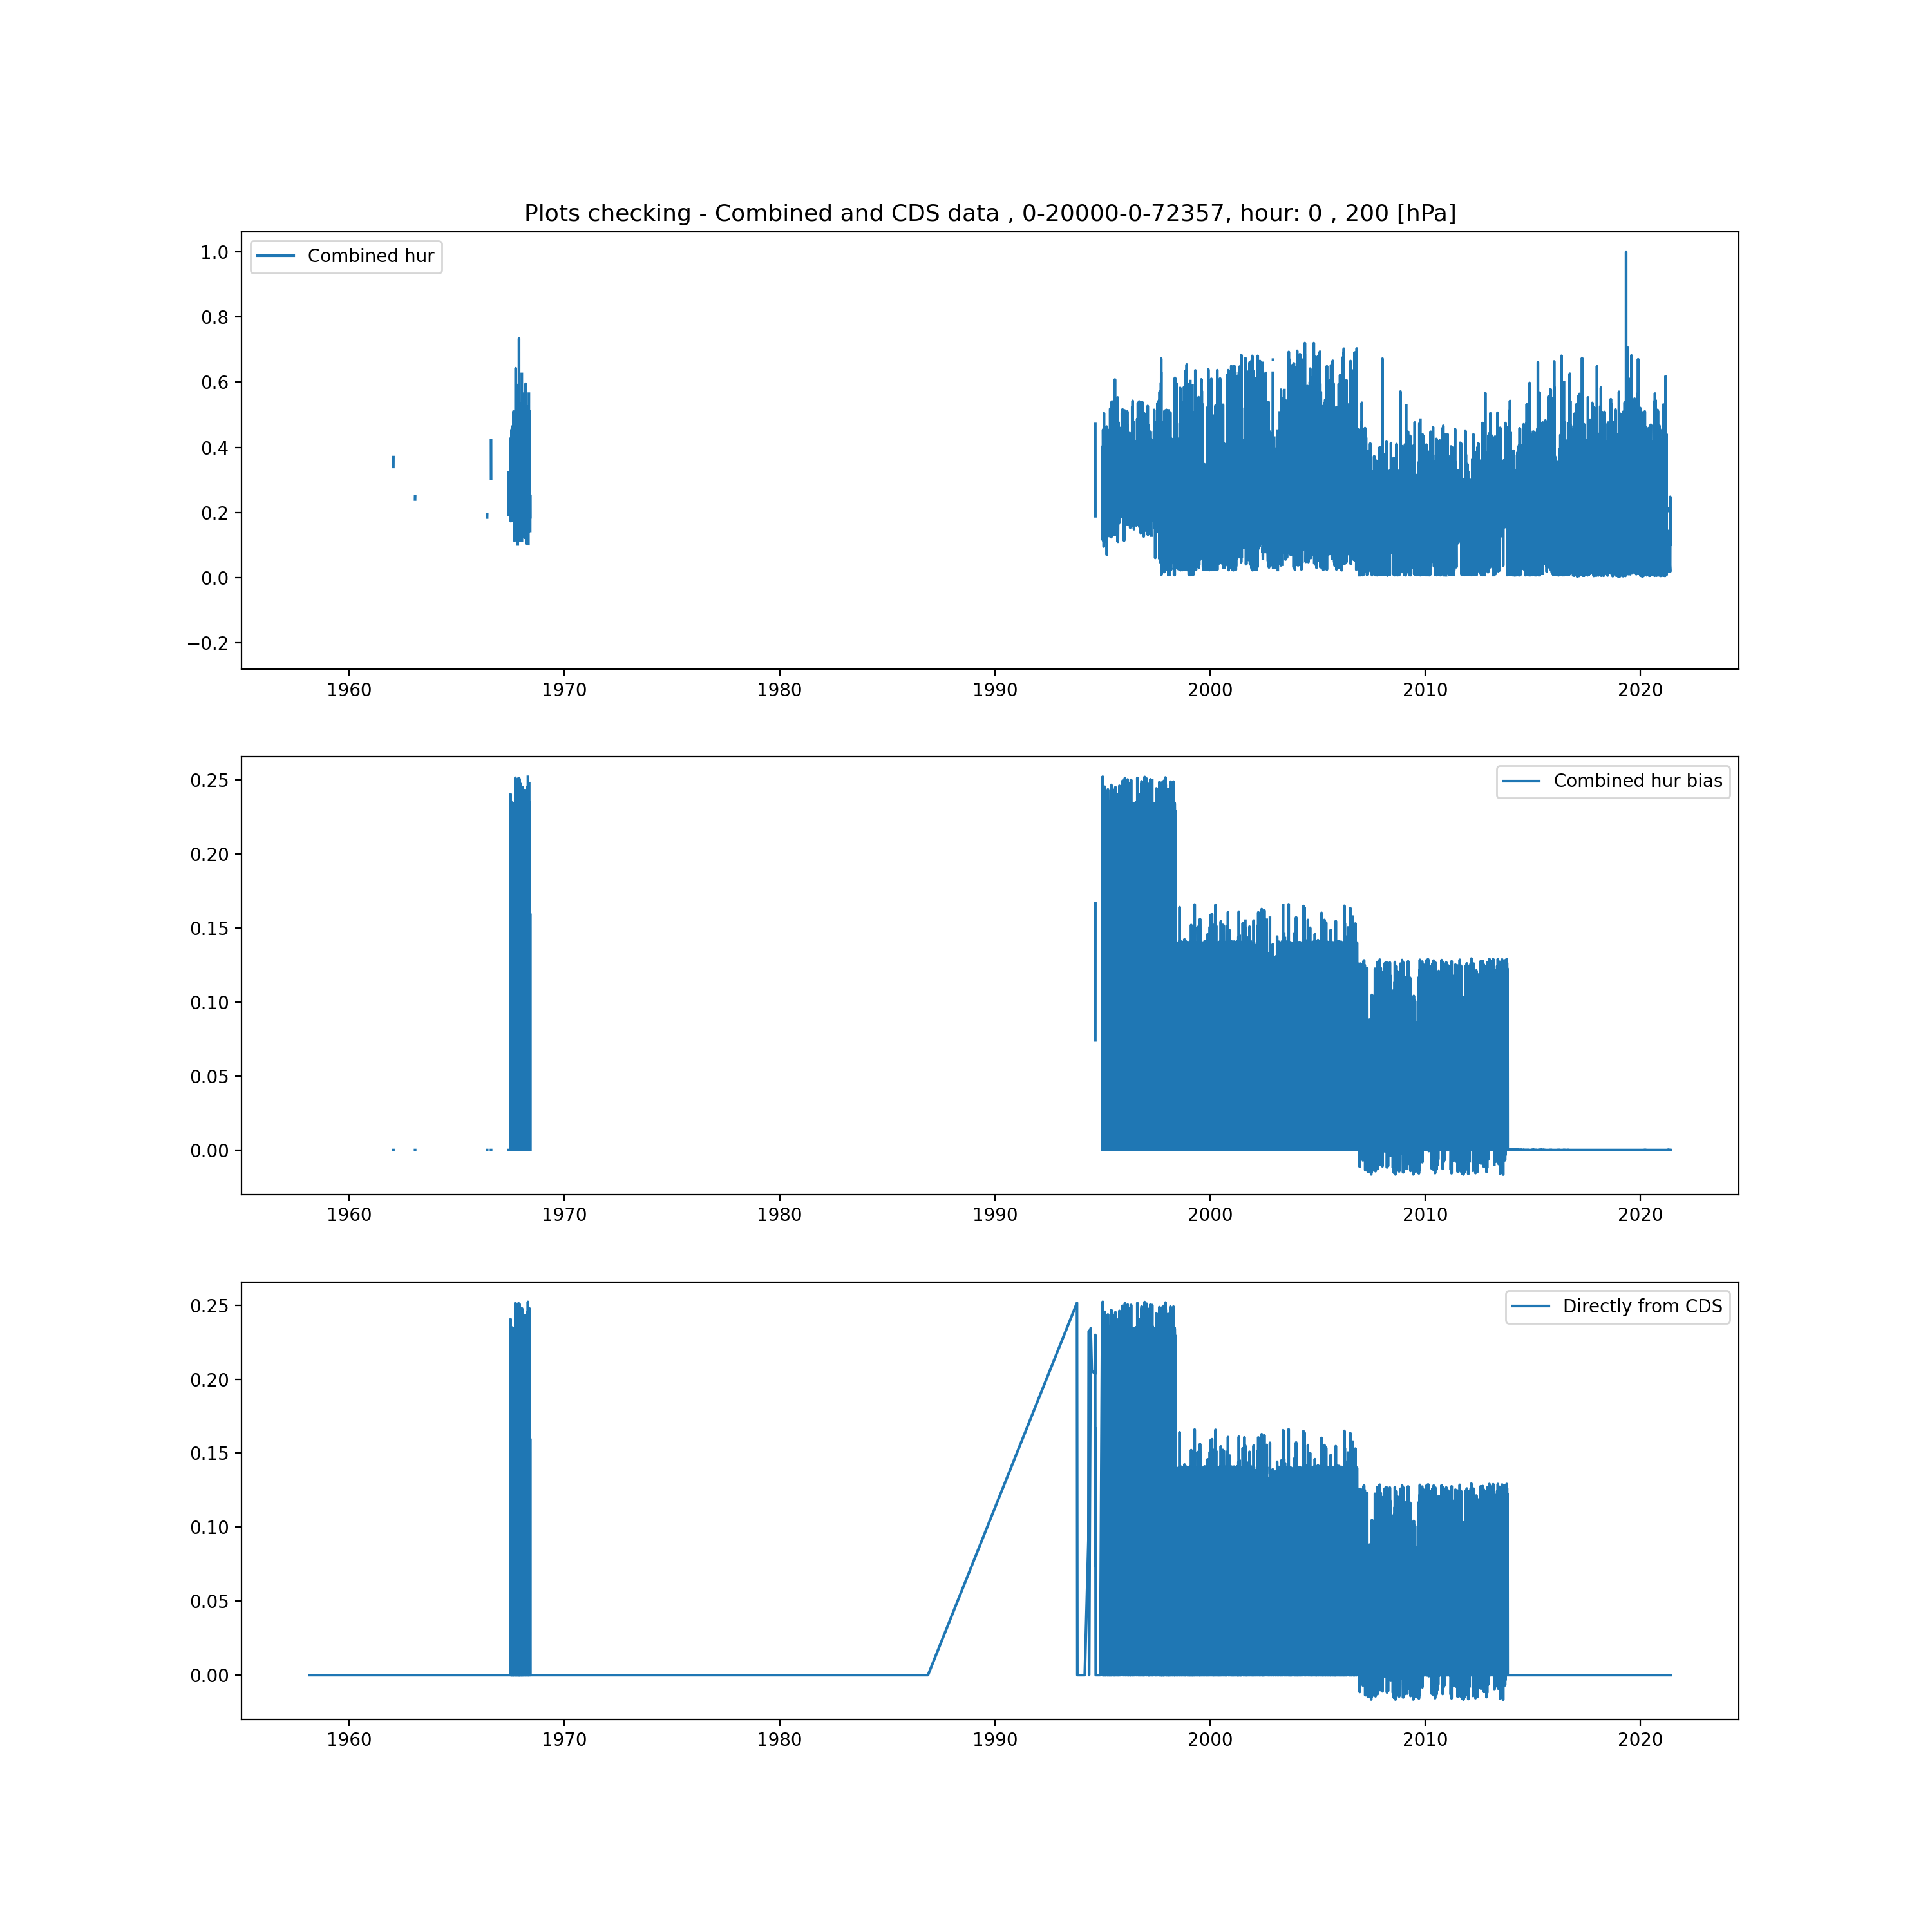 Plots checking - Combined and CDS data , 0-20000-0-72357, hour: 0 , 200 [hPa]
Combined hur
1.0
0.8
0.6
0.4
0.2
0.0
−0.2
1960 1970 1980 1990 2000 2010 2020
Combined hur bias
0.25
0.20
0.15
0.10
0.05
0.00
1960 1970 1980 1990 2000 2010 2020
Directly from CDS
0.25
0.20
0.15
0.10
0.05
0.00
1960 1970 1980 1990 2000 2010 2020